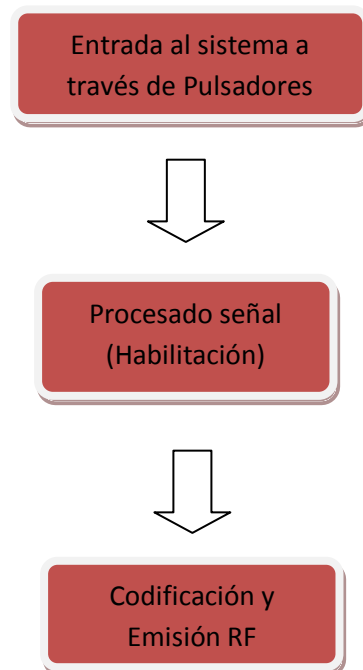 Entrada al sistema a
través de Pulsadores
Procesado señal
(Habilitación)
Codificación y
Emisión RF